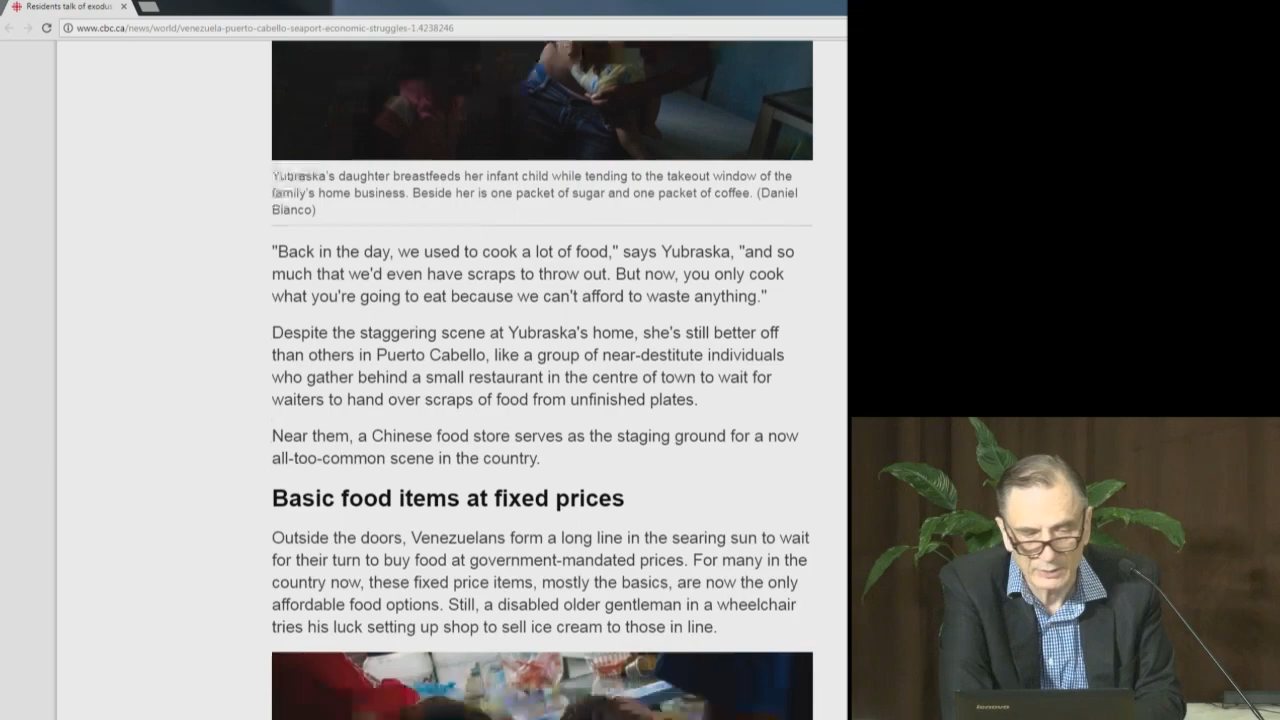 Residents talk of exodus
www.cbc.ca/news/world/venezuela-puerto-cabello-seaport-economic-struggles-1.4238246
Yubraska's daughter breastfeeds her infant child while tending to the takeout window of the
family's home business. Beside her is one packet of sugar and one packet of coffee. (Daniel
Blanco)
"Back in the day, we used to cook a lot of food," says Yubraska, "and so
much that we'd even have scraps to throw out. But now, you only cook
what you're going to eat because we can't afford to waste anything."
Despite the staggering scene at Yubraska's home, she's still better off
than others in Puerto Cabello, like a group of near-destitute individuals
who gather behind a small restaurant in the centre of town to wait for
waiters to hand over scraps of food from unfinished plates.
Near them, a Chinese food store serves as the staging ground for a now
all-too-common scene in the country.
Basic food items at fixed prices
Outside the doors, Venezuelans form a long line in the searing sun to wait
for their turn to buy food at government-mandated prices. For many in the
country now, these fixed price items, mostly the basics, are now the only
affordable food options. Still, a disabled older gentleman in a wheelchair
tries his luck setting up shop to sell ice cream to those in line.
lenovo